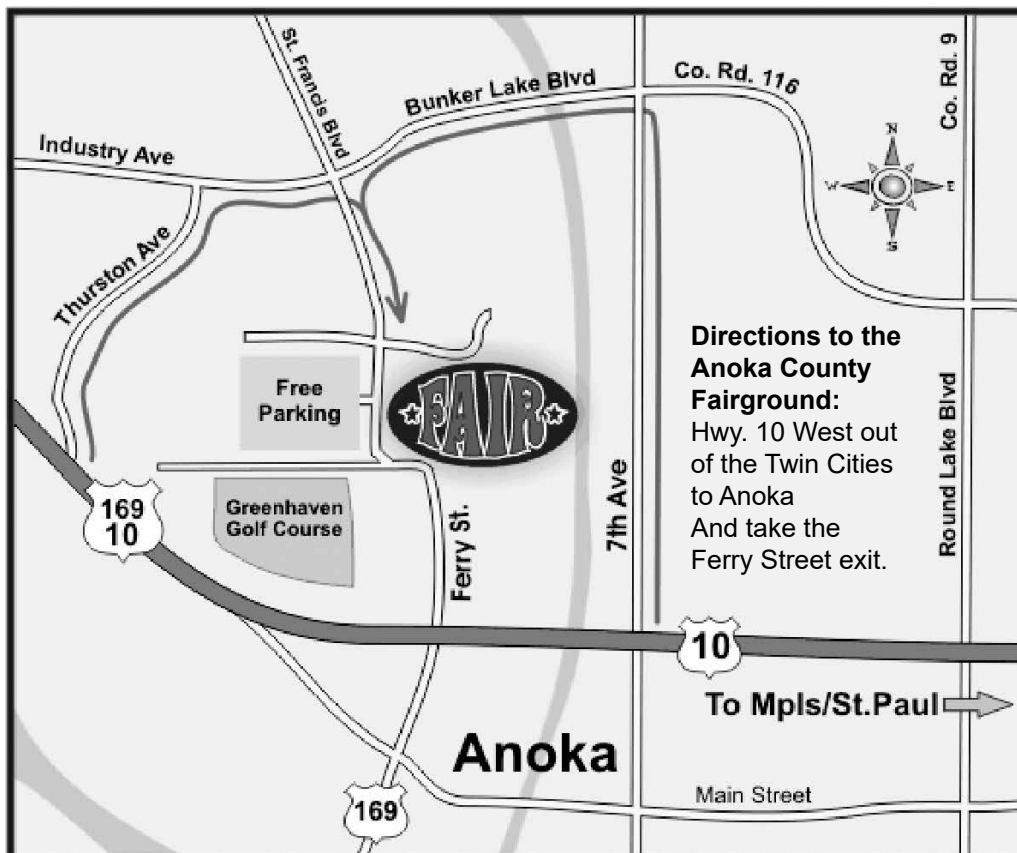 St. Francis Blvd
Bunker Lake Blvd
Co. Rd. 116
Co. Rd. 9
Industry Ave
N
W
E
S
Thurston Ave
Directions to the
Anoka County
Fairground:
Hwy. 10 West out
of the Twin Cities
to Anoka
And take the
Ferry Street exit.
Free
Parking
FAIR
Round Lake Blvd
7th Ave
169
10
Greenhaven
Golf Course
Ferry St.
10
To Mpls/St.Paul
Anoka
169
Main Street